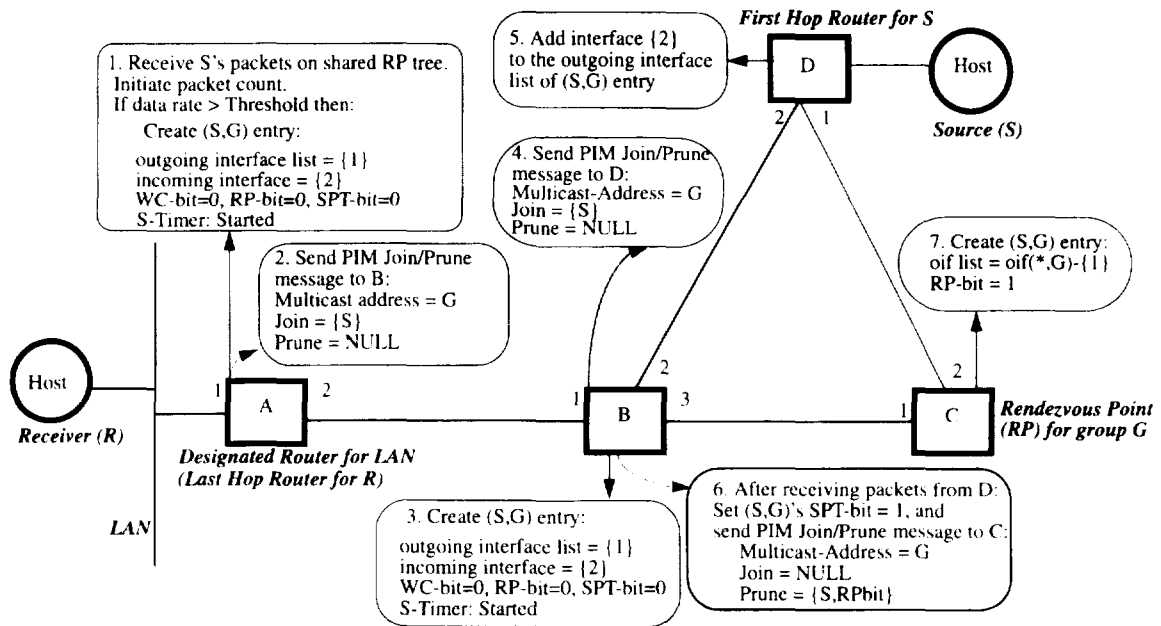 First Hop Router for S
1. Receive S's packets on shared RP tree.
Initiate packet count.
If data rate > Threshold then:
Create (S,G) entry:
outgoing interface list = {1}
incoming interface = {2}
WC-bit=0, RP-bit=0, SPT-bit=0
S-Timer: Started
5. Add interface {2}
to the outgoing interface
list of (S,G) entry
D
Host
Source (S)
2
1
4. Send PIM Join/Prune
message to D:
Multicast-Address = G
Join = {S}
Prune = NULL
2. Send PIM Join/Prune
message to B:
Multicast address = G
Join = {S}
Prune = NULL
7. Create (S,G) entry:
oif list = oif(*,G)-{1}
RP-bit = 1
Host
Receiver (R)
1
A
2
Designated Router for LAN
(Last Hop Router for R)
1
B
2
3
1
C
2
Rendezvous Point
(RP) for group G
LAN
3. Create (S,G) entry:
outgoing interface list = {1}
incoming interface = {2}
WC-bit=0, RP-bit=0, SPT-bit=0
S-Timer: Started
6. After receiving packets from D:
Set (S,G)'s SPT-bit = 1, and
send PIM Join/Prune message to C:
Multicast-Address = G
Join = NULL
Prune = {S,RPbit}